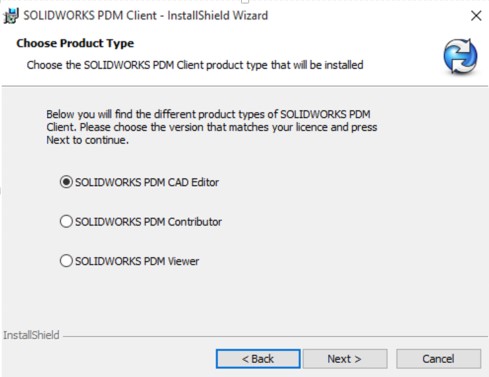 SOLIDWORKS PDM Client - InstallShield Wizard
Choose Product Type
Choose the SOLIDWORKS PDM Client product type that will be installed
Below you will find the different product types of SOLIDWORKS PDM
Client. Please choose the version that matches your licence and press
Next to continue.
SOLIDWORKS PDM CAD Editor
SOLIDWORKS PDM Contributor
SOLIDWORKS PDM Viewer
InstallShield
< Back Next > Cancel